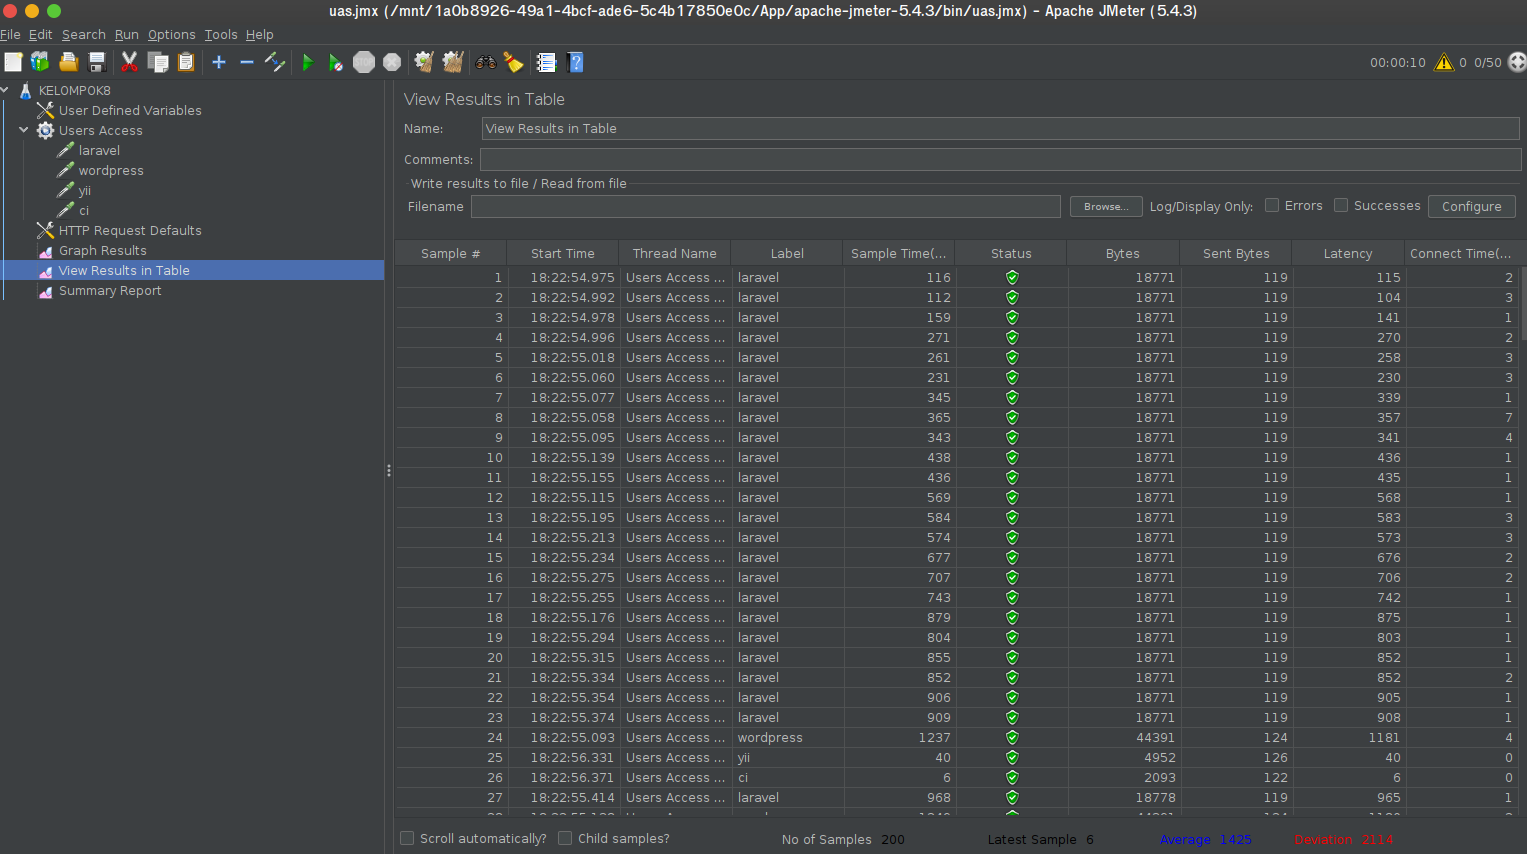 uas.jmx (/mnt/1a0b8926-49a1-4bcf-ade6-5c4b17850e0c/App/apache-jmeter-5.4.3/bin/uas.jmx) - Apache JMeter (5.4.3)
File Edit Search Run Options Tools Help
00:00:10 0 0/50
KELOMPOK8
User Defined Variables
Users Access
laravel
wordpress
yii
ci
HTTP Request Defaults
Graph Results
View Results in Table
Summary Report
View Results in Table
Name: View Results in Table
Comments:
Write results to file / Read from file
Filename Browse... Log/Display Only: Errors Successes Configure
Sample # Start Time Thread Name Label Sample Time(... Status Bytes Sent Bytes Latency Connect Time(...
1 18:22:54.975 Users Access ... laravel 116 18771 119 115 2
2 18:22:54.992 Users Access ... laravel 112 18771 119 104 3
3 18:22:54.978 Users Access ... laravel 159 18771 119 141 1
4 18:22:54.996 Users Access ... laravel 271 18771 119 270 2
5 18:22:55.018 Users Access ... laravel 261 18771 119 258 3
6 18:22:55.060 Users Access ... laravel 231 18771 119 230 3
7 18:22:55.077 Users Access ... laravel 345 18771 119 339 1
8 18:22:55.058 Users Access ... laravel 365 18771 119 357 7
9 18:22:55.095 Users Access ... laravel 343 18771 119 341 4
10 18:22:55.139 Users Access ... laravel 438 18771 119 436 1
11 18:22:55.155 Users Access ... laravel 436 18771 119 435 1
12 18:22:55.115 Users Access ... laravel 569 18771 119 568 1
13 18:22:55.195 Users Access ... laravel 584 18771 119 583 3
14 18:22:55.213 Users Access ... laravel 574 18771 119 573 3
15 18:22:55.234 Users Access ... laravel 677 18771 119 676 2
16 18:22:55.275 Users Access ... laravel 707 18771 119 706 2
17 18:22:55.255 Users Access ... laravel 743 18771 119 742 1
18 18:22:55.176 Users Access ... laravel 879 18771 119 875 1
19 18:22:55.294 Users Access ... laravel 804 18771 119 803 1
20 18:22:55.315 Users Access ... laravel 855 18771 119 852 1
21 18:22:55.334 Users Access ... laravel 852 18771 119 852 2
22 18:22:55.354 Users Access ... laravel 906 18771 119 905 1
23 18:22:55.374 Users Access ... laravel 909 18771 119 908 1
24 18:22:55.093 Users Access ... wordpress 1237 44391 124 1181 4
25 18:22:56.331 Users Access ... yii 40 4952 126 40 0
26 18:22:56.371 Users Access ... ci 6 2093 122 6 0
27 18:22:55.414 Users Access ... laravel 968 18778 119 965 1
Scroll automatically? Child samples? No of Samples 200 Latest Sample 6 Average 1425 Deviation 2114